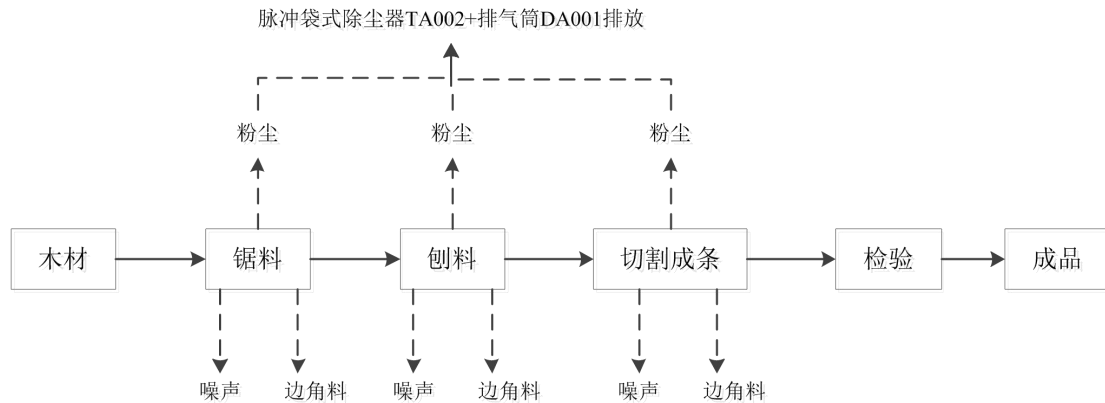 脉冲袋式除尘器TA002+排气筒DA001排放
粉尘 粉尘 粉尘
木材 锯料 刨料 切割成条 检验 成品
噪声 边角料 噪声 边角料 噪声 边角料